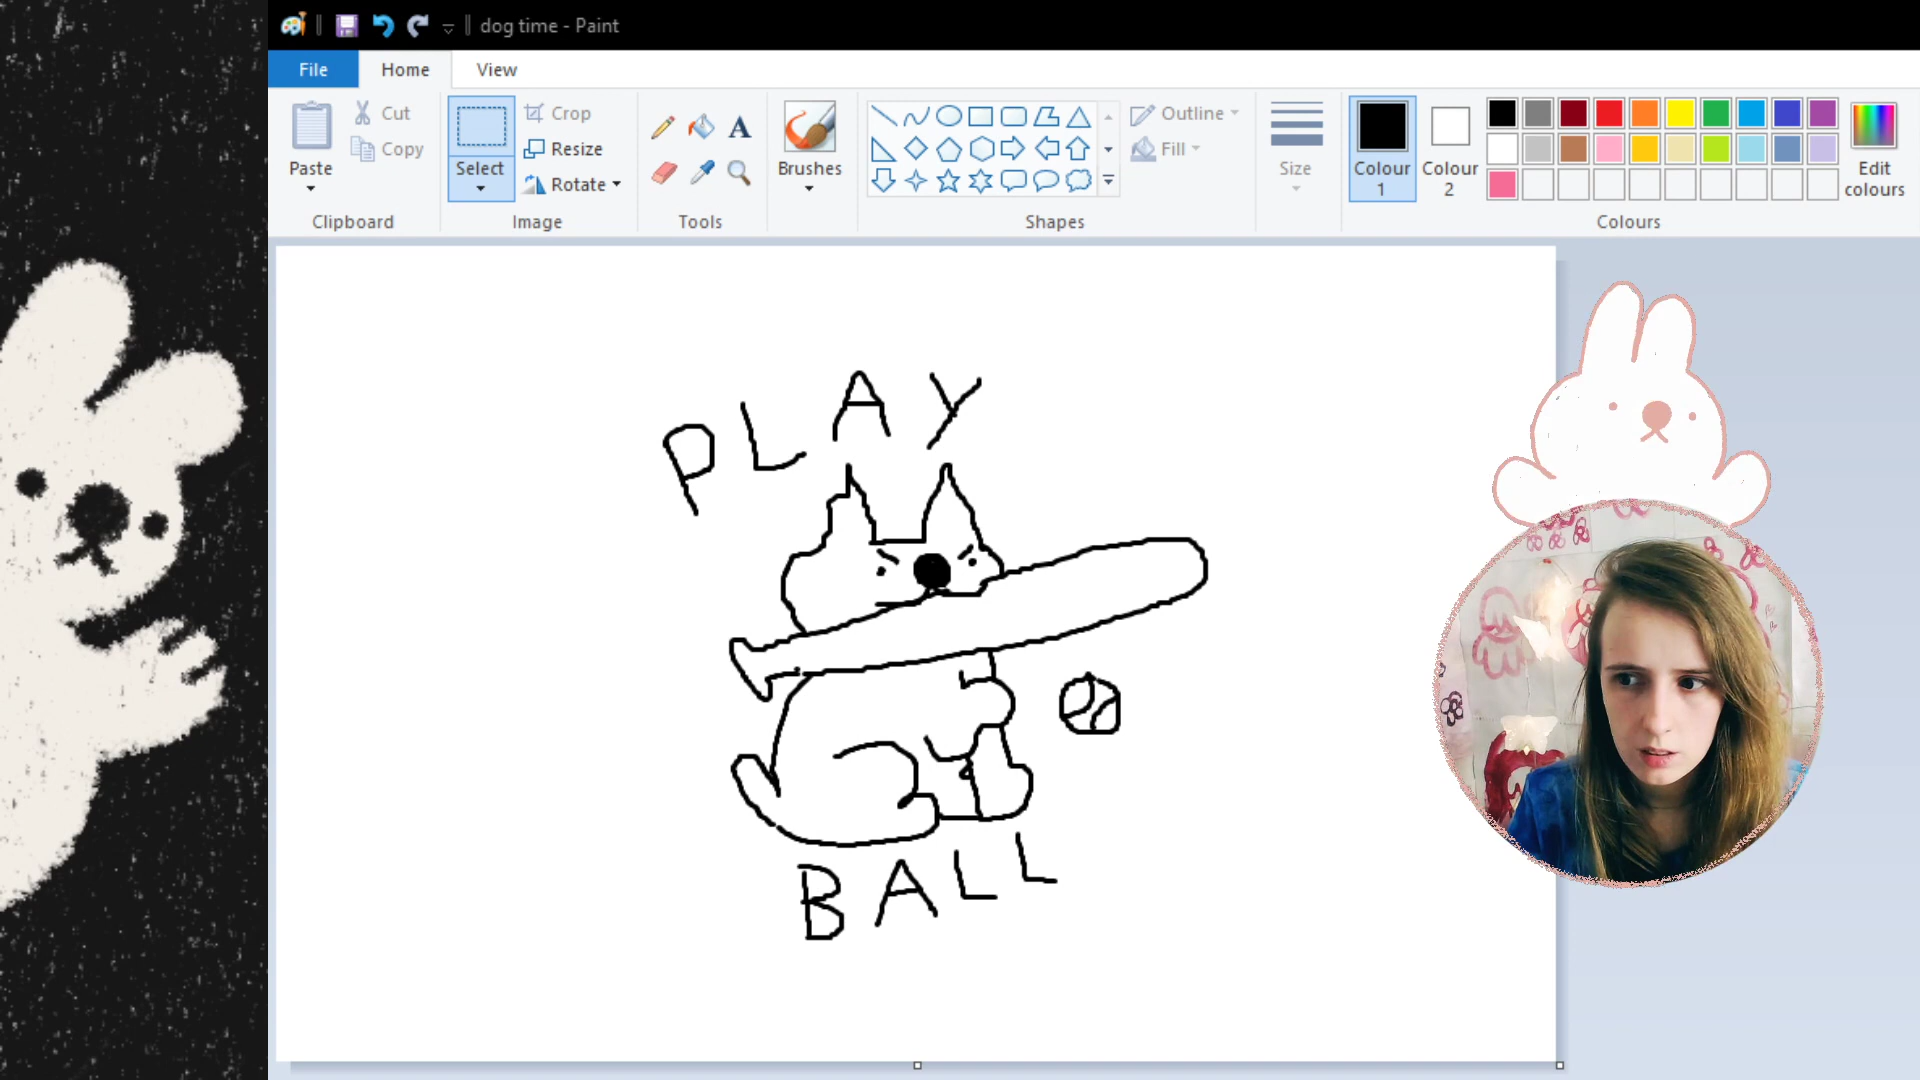 dog time - Paint
File Home View
Paste
Cut
Copy
Clipboard
Select
Crop
Resize
Rotate
Image
A
Tools
Brushes
Shapes
Outline
Fill
Size
Colour 1
Colour 2
Edit colours
Colours
PLAY
BALL